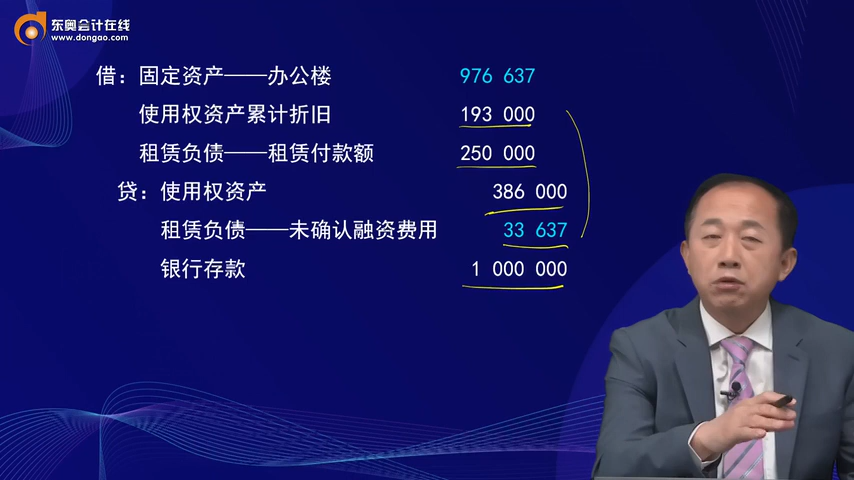 东奥会计在线
www.dongao.com
借：固定资产——办公楼 976 637
使用权资产累计折旧 193 000
租赁负债——租赁付款额 250 000
贷：使用权资产 386 000
租赁负债——未确认融资费用 33 637
银行存款 1 000 000